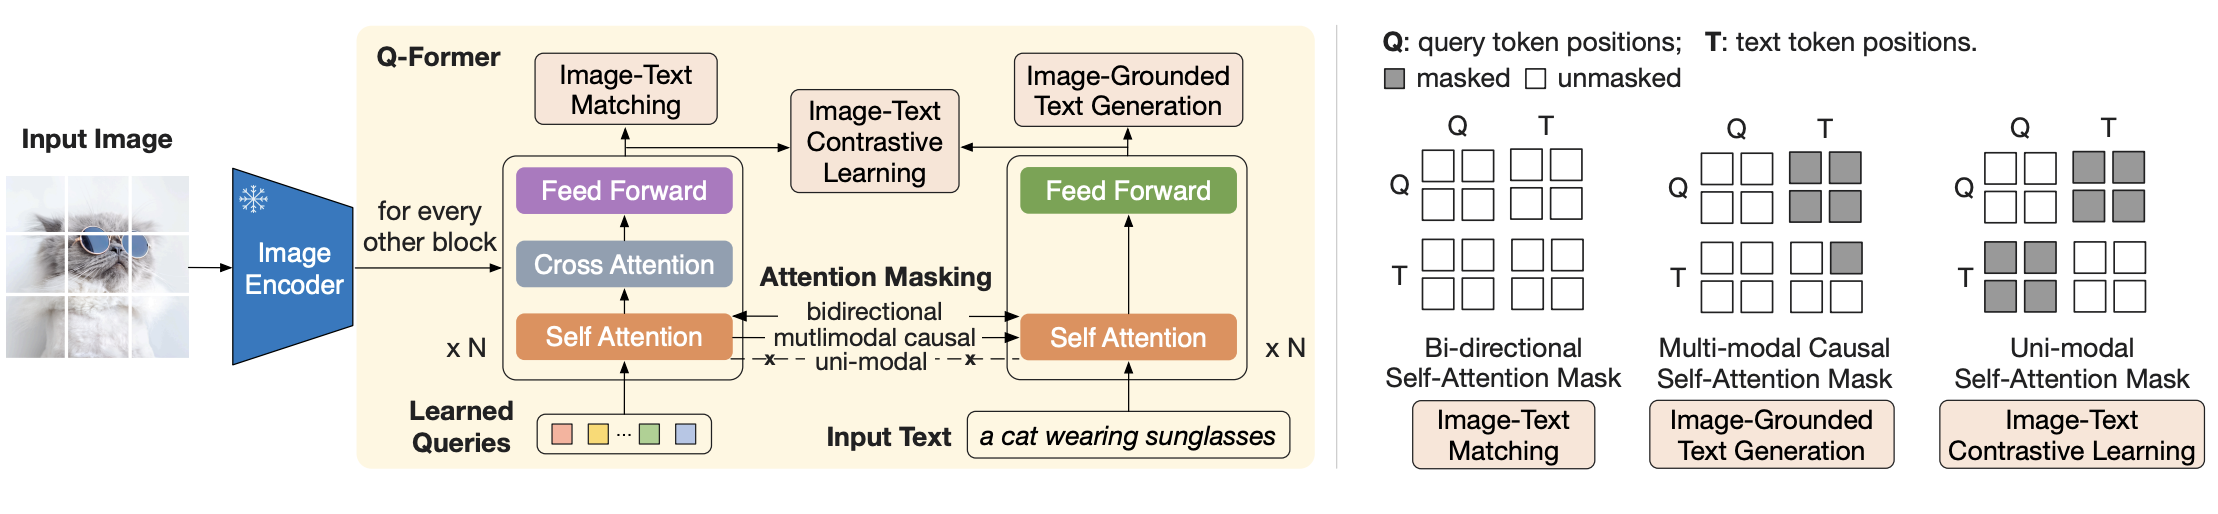 Input Image
Image
Encoder
for every
other block
Q-Former
Image-Text
Matching
Image-Text
Contrastive
Learning
Image-Grounded
Text Generation
Feed Forward
Cross Attention
Self Attention
x N
Attention Masking
bidirectional
mutlimodal causal
x uni-modal x
Feed Forward
Self Attention
x N
Learned
Queries
...
Input Text
a cat wearing sunglasses
Q: query token positions; T: text token positions.
masked unmasked
Q T
Q
T
Bi-directional
Self-Attention Mask
Image-Text
Matching
Q T
Q
T
Multi-modal Causal
Self-Attention Mask
Image-Grounded
Text Generation
Q T
Q
T
Uni-modal
Self-Attention Mask
Image-Text
Contrastive Learning